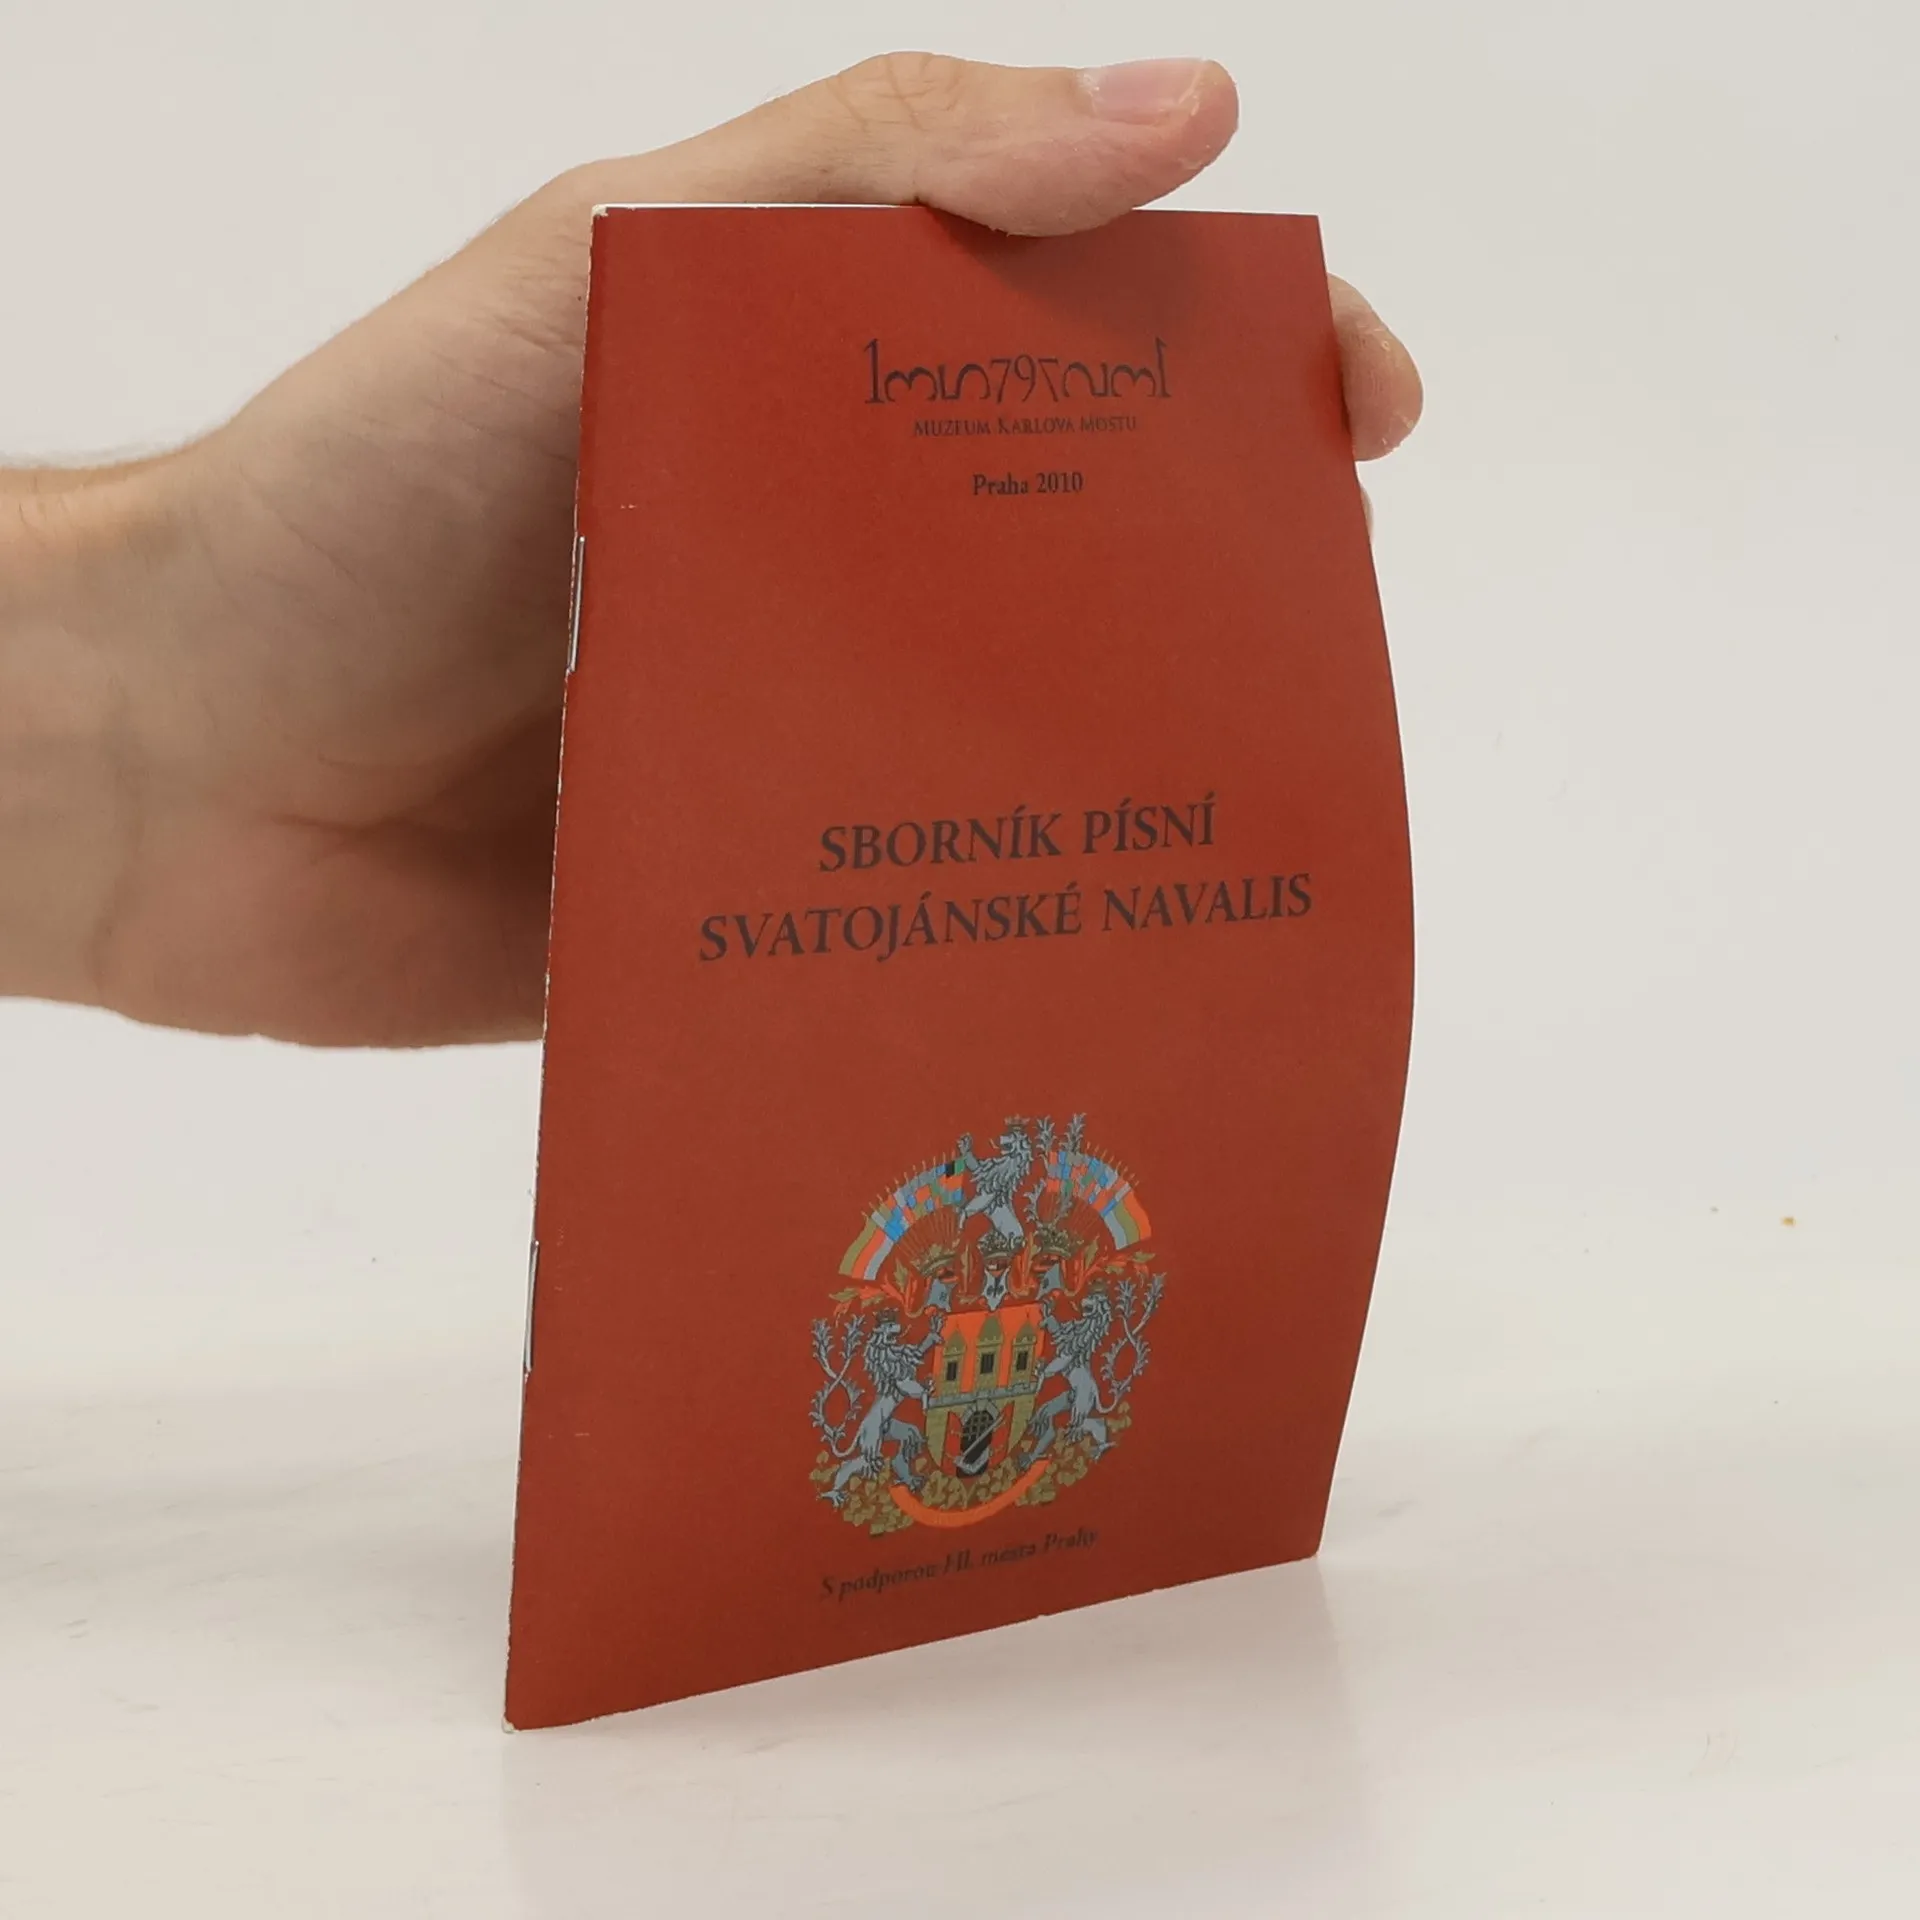 MUZEUM KARLOVA MOSTU
Praha 2010
SBORNÍK PÍSNÍ
SVATOJÁNSKÉ NAVALIS
S podporou Hl. města Prahy